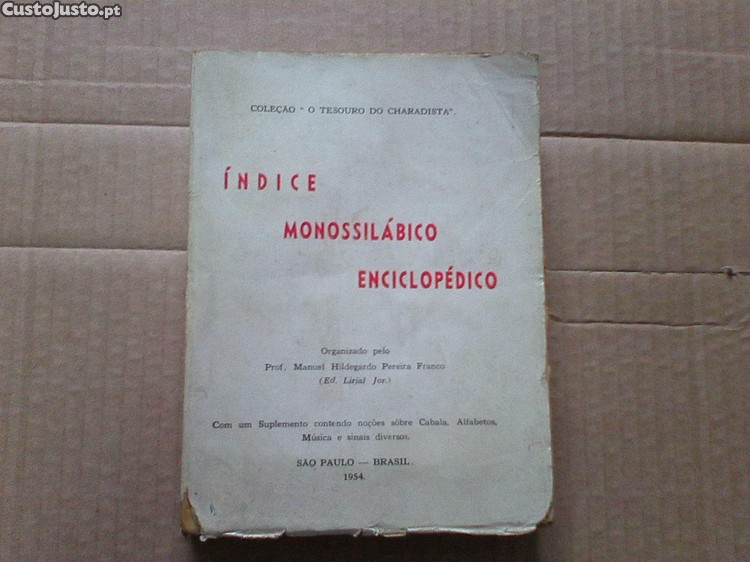 CustoJusto.pt
COLEÇÃO " O TESOURO DO CHARADISTA".
ÍNDICE
MONOSSILÁBICO
ENCICLOPÉDICO
Organizado pelo
Prof. Manuel Hildegardo Pereira Franco
(Ed. Lirial Jor.)
Com um Suplemento contendo noções sôbre Cabala, Alfabetos,
Música e sinais diversos.
SÃO PAULO — BRASIL.
1954.